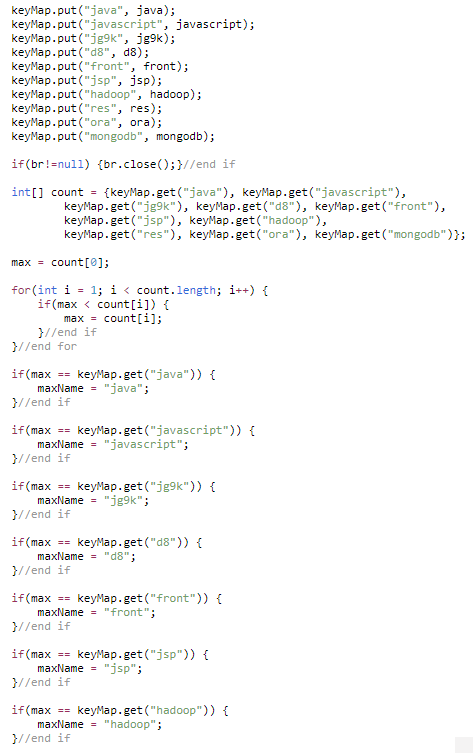 keyMap.put("java", java);
keyMap.put("javascript", javascript);
keyMap.put("jg9k", jg9k);
keyMap.put("d8", d8);
keyMap.put("front", front);
keyMap.put("jsp", jsp);
keyMap.put("hadoop", hadoop);
keyMap.put("res", res);
keyMap.put("ora", ora);
keyMap.put("mongodb", mongodb);
if(br!=null) {br.close();}//end if
int[] count = {keyMap.get("java"), keyMap.get("javascript"),
keyMap.get("jg9k"), keyMap.get("d8"), keyMap.get("front"),
keyMap.get("jsp"), keyMap.get("hadoop"),
keyMap.get("res"), keyMap.get("ora"), keyMap.get("mongodb")};
max = count[0];
for(int i = 1; i < count.length; i++) {
if(max < count[i]) {
max = count[i];
}//end if
}//end for
if(max == keyMap.get("java")) {
maxName = "java";
}//end if
if(max == keyMap.get("javascript")) {
maxName = "javascript";
}//end if
if(max == keyMap.get("jg9k")) {
maxName = "jg9k";
}//end if
if(max == keyMap.get("d8")) {
maxName = "d8";
}//end if
if(max == keyMap.get("front")) {
maxName = "front";
}//end if
if(max == keyMap.get("jsp")) {
maxName = "jsp";
}//end if
if(max == keyMap.get("hadoop")) {
maxName = "hadoop";
}//end if